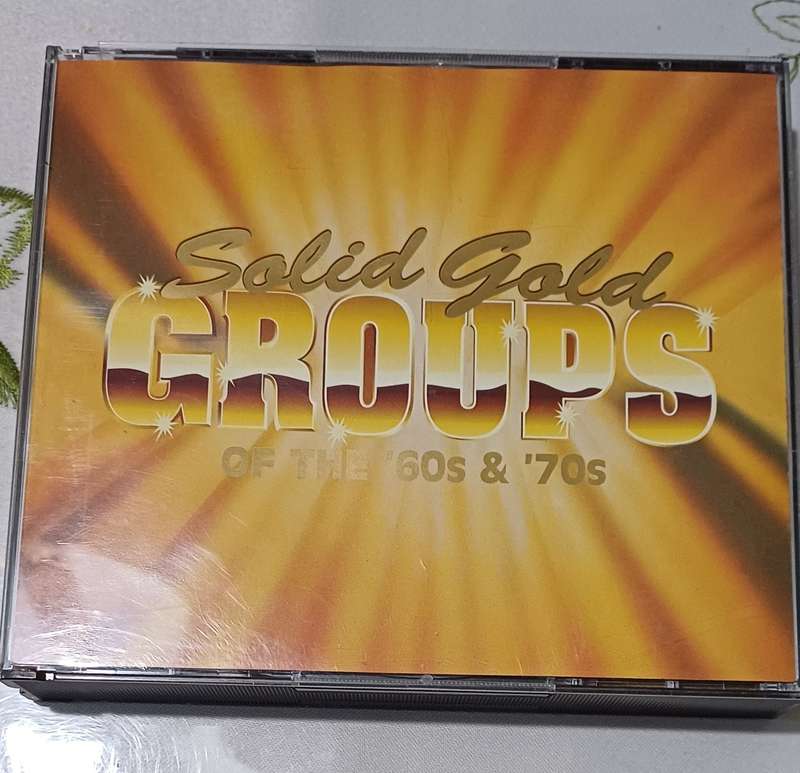 Solid Gold
GROUPS
OF THE '60s & '70s